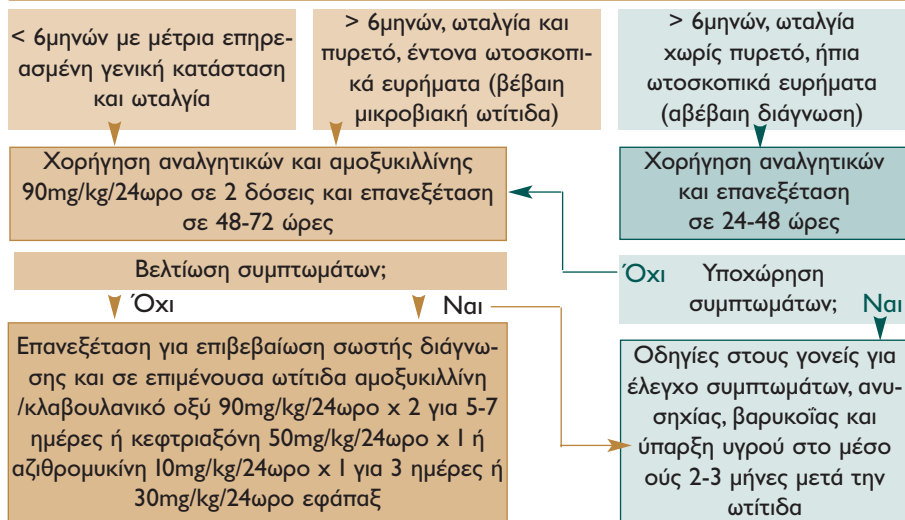 < 6μηνών με μέτρια επηρε-
ασμένη γενική κατάσταση
και ωταλγία
> 6μηνών, ωταλγία και
πυρετό, έντονα ωτοσκοπι-
κά ευρήματα (βέβαιη
μικροβιακή ωτίτιδα)
> 6μηνών, ωταλγία
χωρίς πυρετό, ήπια
ωτοσκοπικά ευρήματα
(αβέβαιη διάγνωση)
Χορήγηση αναλγητικών και αμοξυκιλλίνης
90mg/kg/24ωρο σε 2 δόσεις και επανεξέταση
σε 48-72 ώρες
Χορήγηση αναλγητικών
και επανεξέταση
σε 24-48 ώρες
Βελτίωση συμπτωμάτων;
Όχι
Ναι
Όχι
Υποχώρηση
συμπτωμάτων;
Ναι
Επανεξέταση για επιβεβαίωση σωστής διάγνω-
σης και σε επιμένουσα ωτίτιδα αμοξυκιλλίνη
/κλαβουλανικό οξύ 90mg/kg/24ωρο x 2 για 5-7
ημέρες ή κεφτριαξόνη 50mg/kg/24ωρο x 1 ή
αζιθρομυκίνη 10mg/kg/24ωρο x 1 για 3 ημέρες ή
30mg/kg/24ωρο εφάπαξ
Οδηγίες στους γονείς για
έλεγχο συμπτωμάτων, ανυ-
σηχίας, βαρυκοΐας και
ύπαρξη υγρού στο μέσο
ούς 2-3 μήνες μετά την
ωτίτιδα